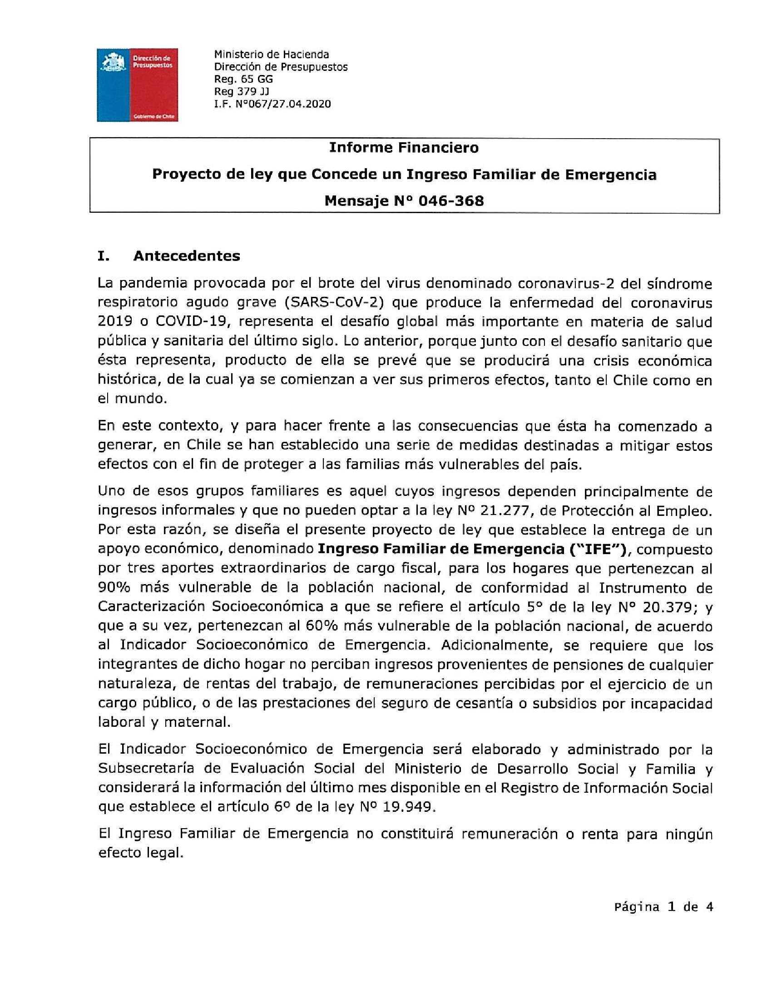 Dirección de
Presupuestos
Gobierno de Chile
Ministerio de Hacienda
Dirección de Presupuestos
Reg. 65 GG
Reg 379 JJ
I.F. N°067/27.04.2020
Informe Financiero
Proyecto de ley que Concede un Ingreso Familiar de Emergencia
Mensaje N° 046-368
I. Antecedentes
La pandemia provocada por el brote del virus denominado coronavirus-2 del síndrome
respiratorio agudo grave (SARS-CoV-2) que produce la enfermedad del coronavirus
2019 o COVID-19, representa el desafío global más importante en materia de salud
pública y sanitaria del último siglo. Lo anterior, porque junto con el desafío sanitario que
ésta representa, producto de ella se prevé que se producirá una crisis económica
histórica, de la cual ya se comienzan a ver sus primeros efectos, tanto el Chile como en
el mundo.
En este contexto, y para hacer frente a las consecuencias que ésta ha comenzado a
generar, en Chile se han establecido una serie de medidas destinadas a mitigar estos
efectos con el fin de proteger a las familias más vulnerables del país.
Uno de esos grupos familiares es aquel cuyos ingresos dependen principalmente de
ingresos informales y que no pueden optar a la ley Nº 21.277, de Protección al Empleo.
Por esta razón, se diseña el presente proyecto de ley que establece la entrega de un
apoyo económico, denominado Ingreso Familiar de Emergencia ("IFE"), compuesto
por tres aportes extraordinarios de cargo fiscal, para los hogares que pertenezcan al
90% más vulnerable de la población nacional, de conformidad al Instrumento de
Caracterización Socioeconómica a que se refiere el artículo 5° de la ley N° 20.379; y
que a su vez, pertenezcan al 60% más vulnerable de la población nacional, de acuerdo
al Indicador Socioeconómico de Emergencia. Adicionalmente, se requiere que los
integrantes de dicho hogar no perciban ingresos provenientes de pensiones de cualquier
naturaleza, de rentas del trabajo, de remuneraciones percibidas por el ejercicio de un
cargo público, o de las prestaciones del seguro de cesantía o subsidios por incapacidad
laboral y maternal.
El Indicador Socioeconómico de Emergencia será elaborado y administrado por la
Subsecretaría de Evaluación Social del Ministerio de Desarrollo Social y Familia y
considerará la información del último mes disponible en el Registro de Información Social
que establece el artículo 6º de la ley Nº 19.949.
El Ingreso Familiar de Emergencia no constituirá remuneración o renta para ningún
efecto legal.
Página 1 de 4